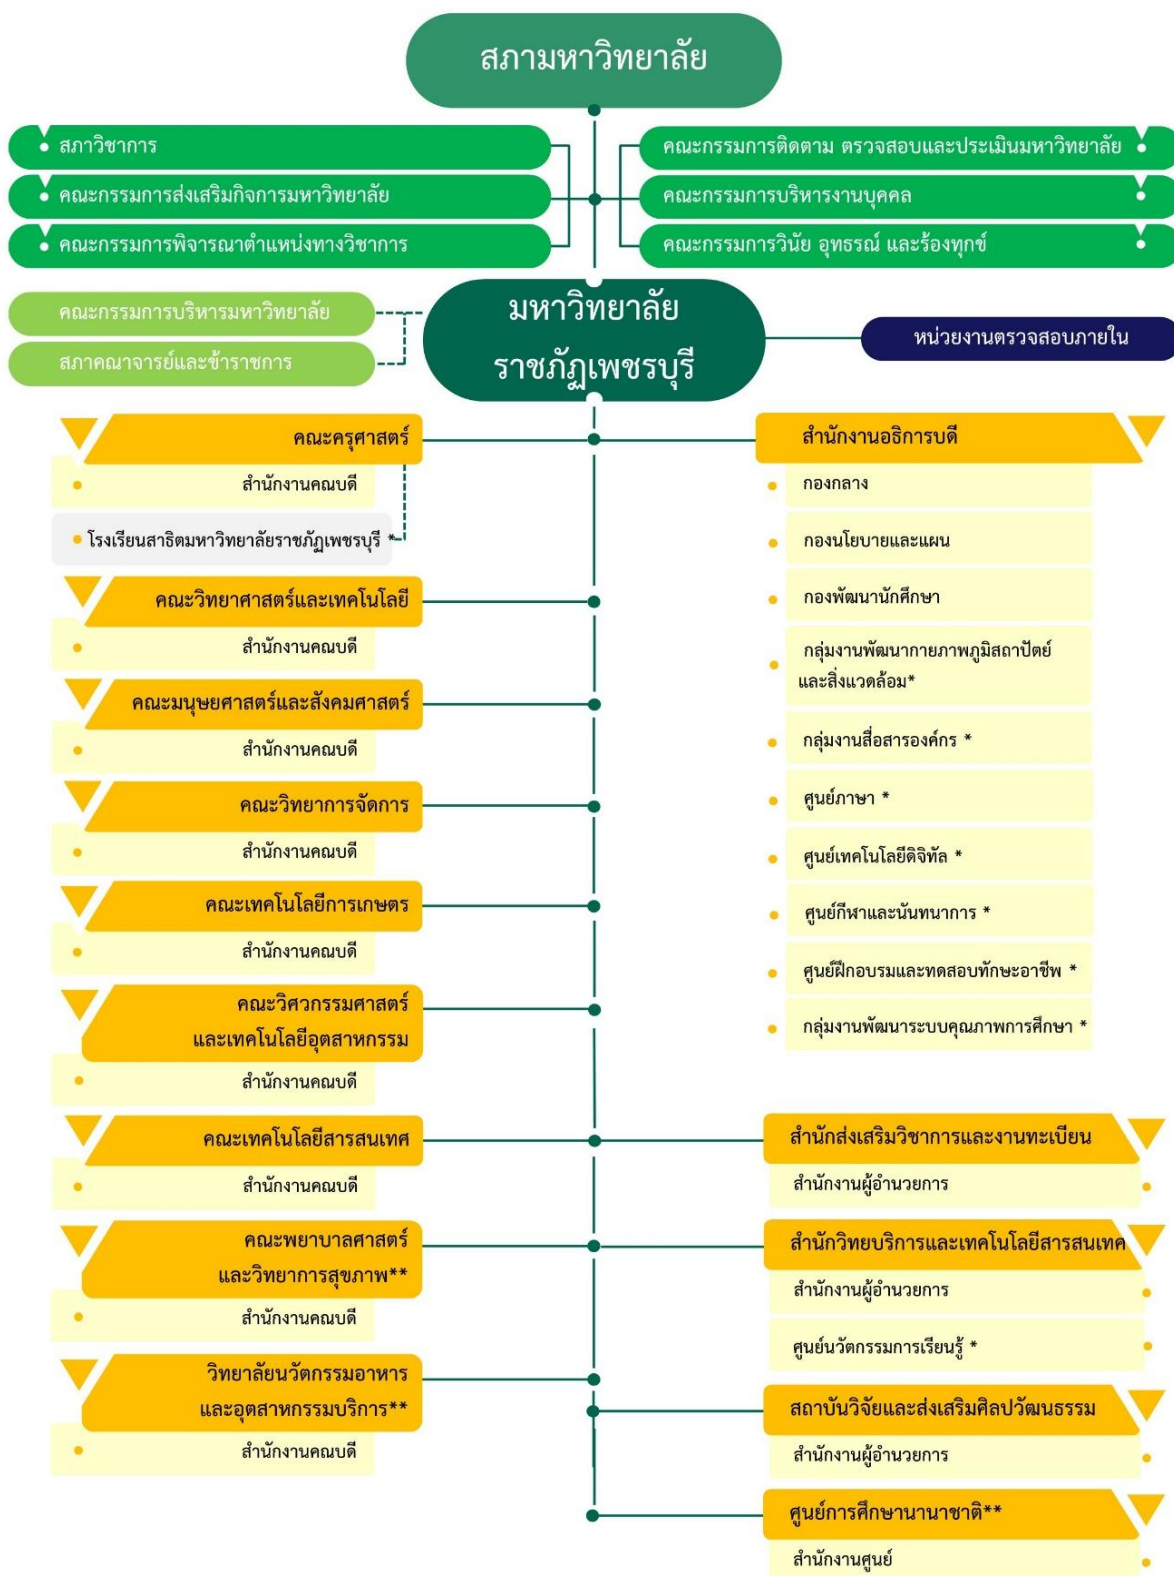 สภามหาวิทยาลัย
สภาวิชาการ
คณะกรรมการส่งเสริมกิจการมหาวิทยาลัย
คณะกรรมการพิจารณาตำแหน่งทางวิชาการ
คณะกรรมการติดตาม ตรวจสอบและประเมินมหาวิทยาลัย
คณะกรรมการบริหารงานบุคคล
คณะกรรมการวินัย อุทธรณ์ และร้องทุกข์
คณะกรรมการบริหารมหาวิทยาลัย
สภาคณาจารย์และข้าราชการ
มหาวิทยาลัย
ราชภัฏเพชรบุรี
หน่วยงานตรวจสอบภายใน
คณะครุศาสตร์
สำนักงานคณบดี
โรงเรียนสาธิตมหาวิทยาลัยราชภัฏเพชรบุรี *
คณะวิทยาศาสตร์และเทคโนโลยี
สำนักงานคณบดี
คณะมนุษยศาสตร์และสังคมศาสตร์
สำนักงานคณบดี
คณะวิทยาการจัดการ
สำนักงานคณบดี
คณะเทคโนโลยีการเกษตร
สำนักงานคณบดี
คณะวิศวกรรมศาสตร์
และเทคโนโลยีอุตสาหกรรม
สำนักงานคณบดี
คณะเทคโนโลยีสารสนเทศ
สำนักงานคณบดี
คณะพยาบาลศาสตร์
และวิทยาการสุขภาพ**
สำนักงานคณบดี
วิทยาลัยนวัตกรรมอาหาร
และอุตสาหกรรมบริการ**
สำนักงานคณบดี
สำนักงานอธิการบดี
กองกลาง
กองนโยบายและแผน
กองพัฒนานักศึกษา
กลุ่มงานพัฒนากายภาพภูมิสถาปัตย์
และสิ่งแวดล้อม*
กลุ่มงานสื่อสารองค์กร *
ศูนย์ภาษา *
ศูนย์เทคโนโลยีดิจิทัล *
ศูนย์กีฬาและนันทนาการ *
ศูนย์ฝึกอบรมและทดสอบทักษะอาชีพ *
กลุ่มงานพัฒนาระบบคุณภาพการศึกษา *
สำนักส่งเสริมวิชาการและงานทะเบียน
สำนักงานผู้อำนวยการ
สำนักวิทยบริการและเทคโนโลยีสารสนเทศ
สำนักงานผู้อำนวยการ
ศูนย์นวัตกรรมการเรียนรู้ *
สถาบันวิจัยและส่งเสริมศิลปวัฒนธรรม
สำนักงานผู้อำนวยการ
ศูนย์การศึกษานานาชาติ**
สำนักงานศูนย์